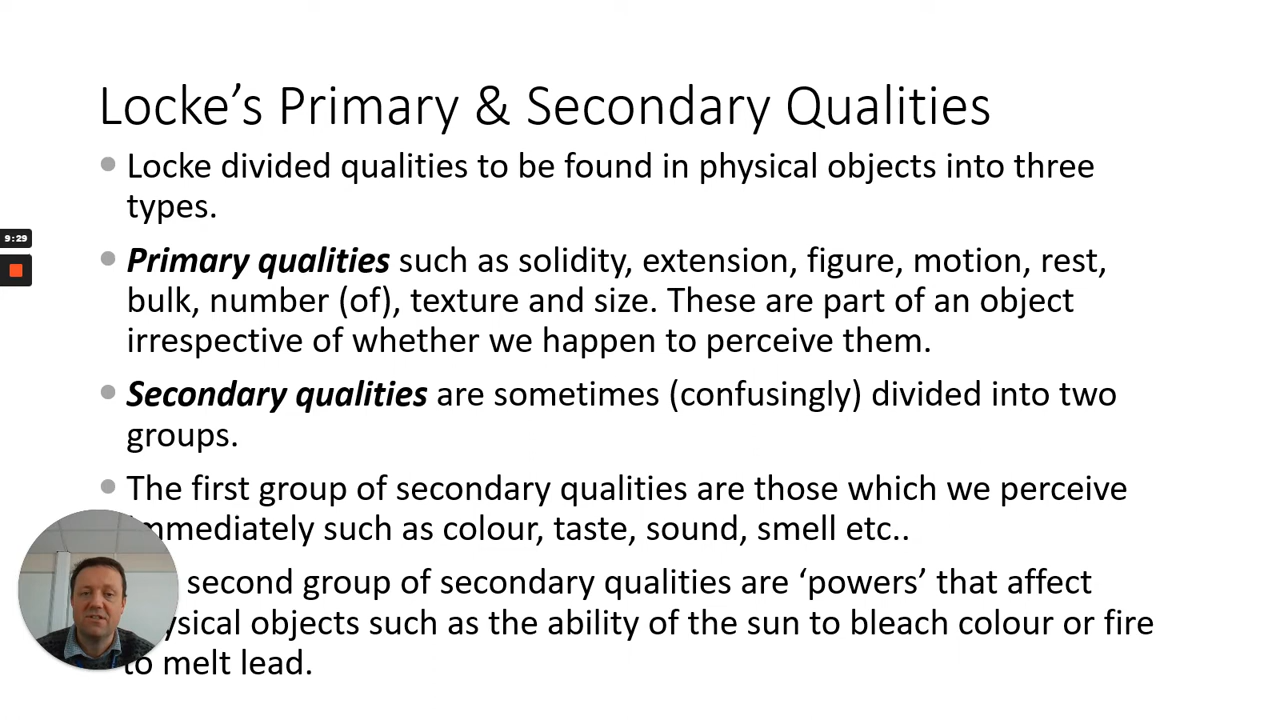 Locke’s Primary & Secondary Qualities
Locke divided qualities to be found in physical objects into three
types.
9:29
Primary qualities such as solidity, extension, figure, motion, rest,
bulk, number (of), texture and size. These are part of an object
irrespective of whether we happen to perceive them.
Secondary qualities are sometimes (confusingly) divided into two
groups.
The first group of secondary qualities are those which we perceive
mmediately such as colour, taste, sound, smell etc..
second group of secondary qualities are ‘powers’ that affect
ysical objects such as the ability of the sun to bleach colour or fire
to melt lead.